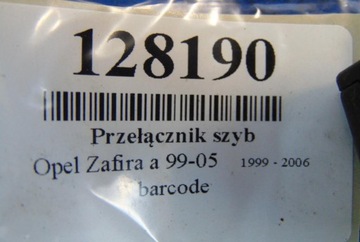 128190
Przełącznik szyb
Opel Zafira a 99-05 1999 - 2006
barcode